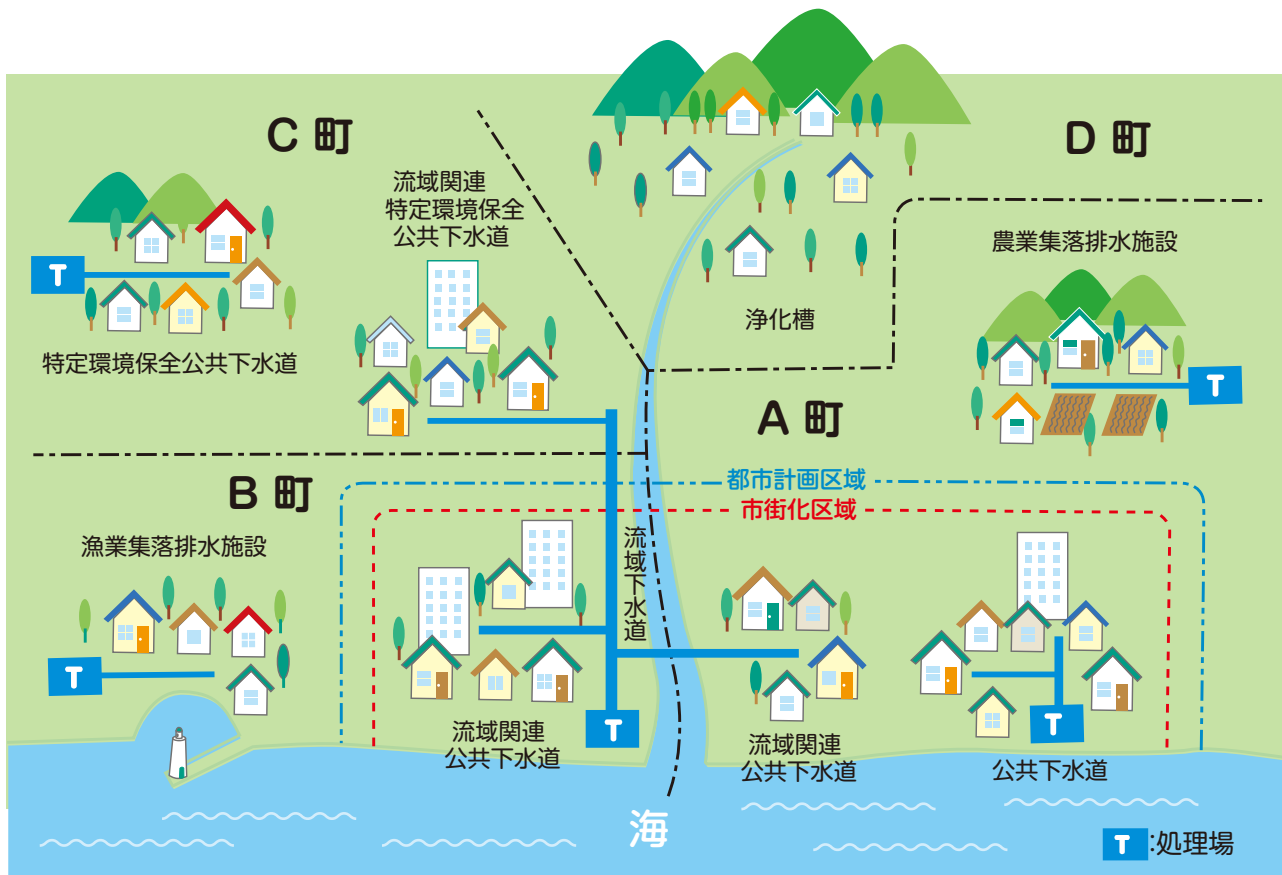 C 町
D 町
流域関連
特定環境保全
公共下水道
農業集落排水施設
T
特定環境保全公共下水道
浄化槽
T
A 町
都市計画区域
市街化区域
B 町
漁業集落排水施設
流域下水道
T
T
T
流域関連
公共下水道
流域関連
公共下水道
公共下水道
海
T :処理場